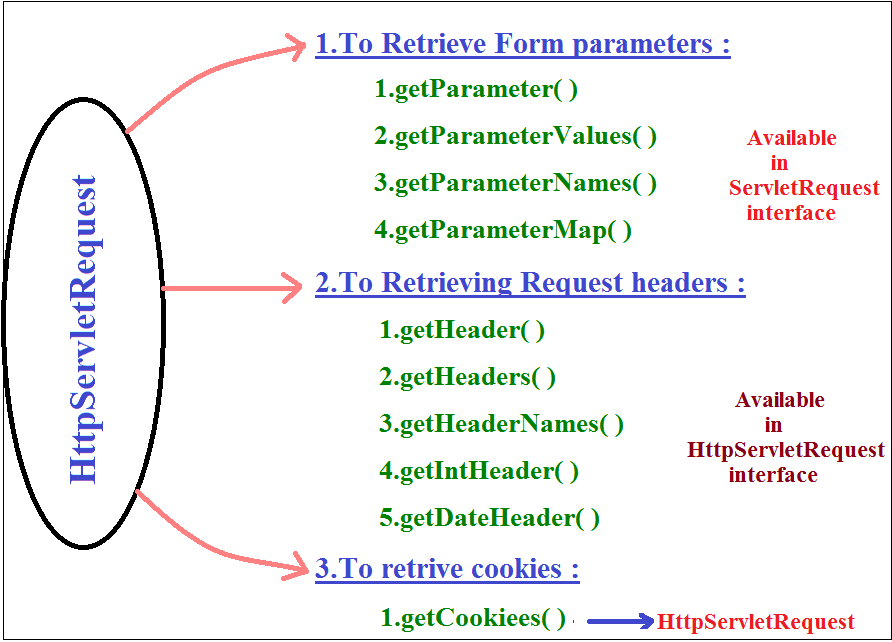 HttpServletRequest
1.To Retrieve Form parameters :
1.getParameter( )
2.getParameterValues( )
3.getParameterNames( )
4.getParameterMap( )
Available
in
ServletRequest
interface
2.To Retrieving Request headers :
1.getHeader( )
2.getHeaders( )
3.getHeaderNames( )
4.getIntHeader( )
5.getDateHeader( )
Available
in
HttpServletRequest
interface
3.To retrive cookies :
1.getCookiees( )
HttpServletRequest